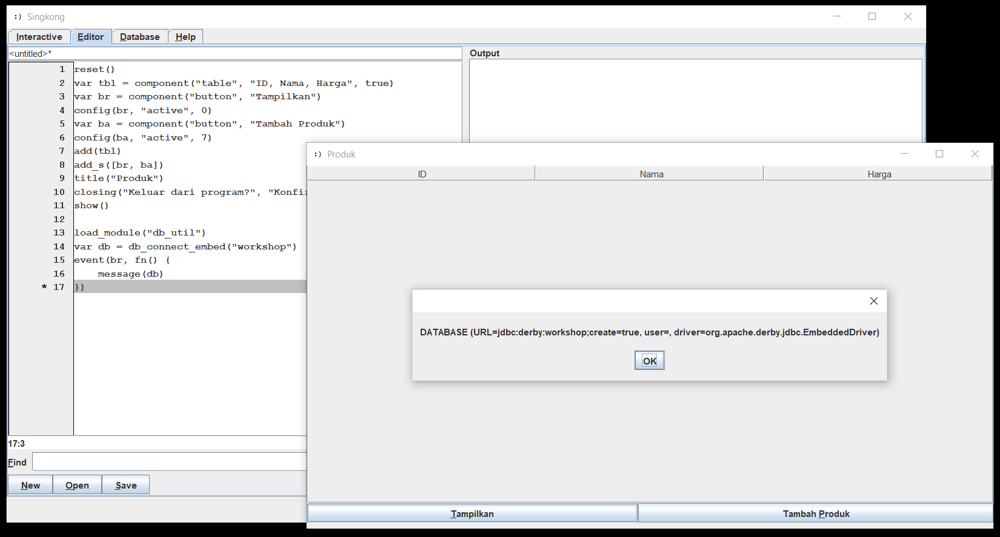 :) Singkong
Interactive Editor Database Help
<untitled>*
Output
1 reset()
2 var tbl = component("table", "ID, Nama, Harga", true)
3 var br = component("button", "Tampilkan")
4 config(br, "active", 0)
5 var ba = component("button", "Tambah Produk")
6 config(ba, "active", 7)
7 add(tbl)
8 add_s([br, ba])
9 title("Produk")
10 closing("Keluar dari program?", "Konfi
11 show()
12
13 load_module("db_util")
14 var db = db_connect_embed("workshop")
15 event(br, fn() {
16 message(db)
* 17 })
17:3
Find
New Open Save
:) Produk
ID Nama Harga
DATABASE (URL=jdbc:derby:workshop;create=true, user=, driver=org.apache.derby.jdbc.EmbeddedDriver)
OK
Tampilkan Tambah Produk